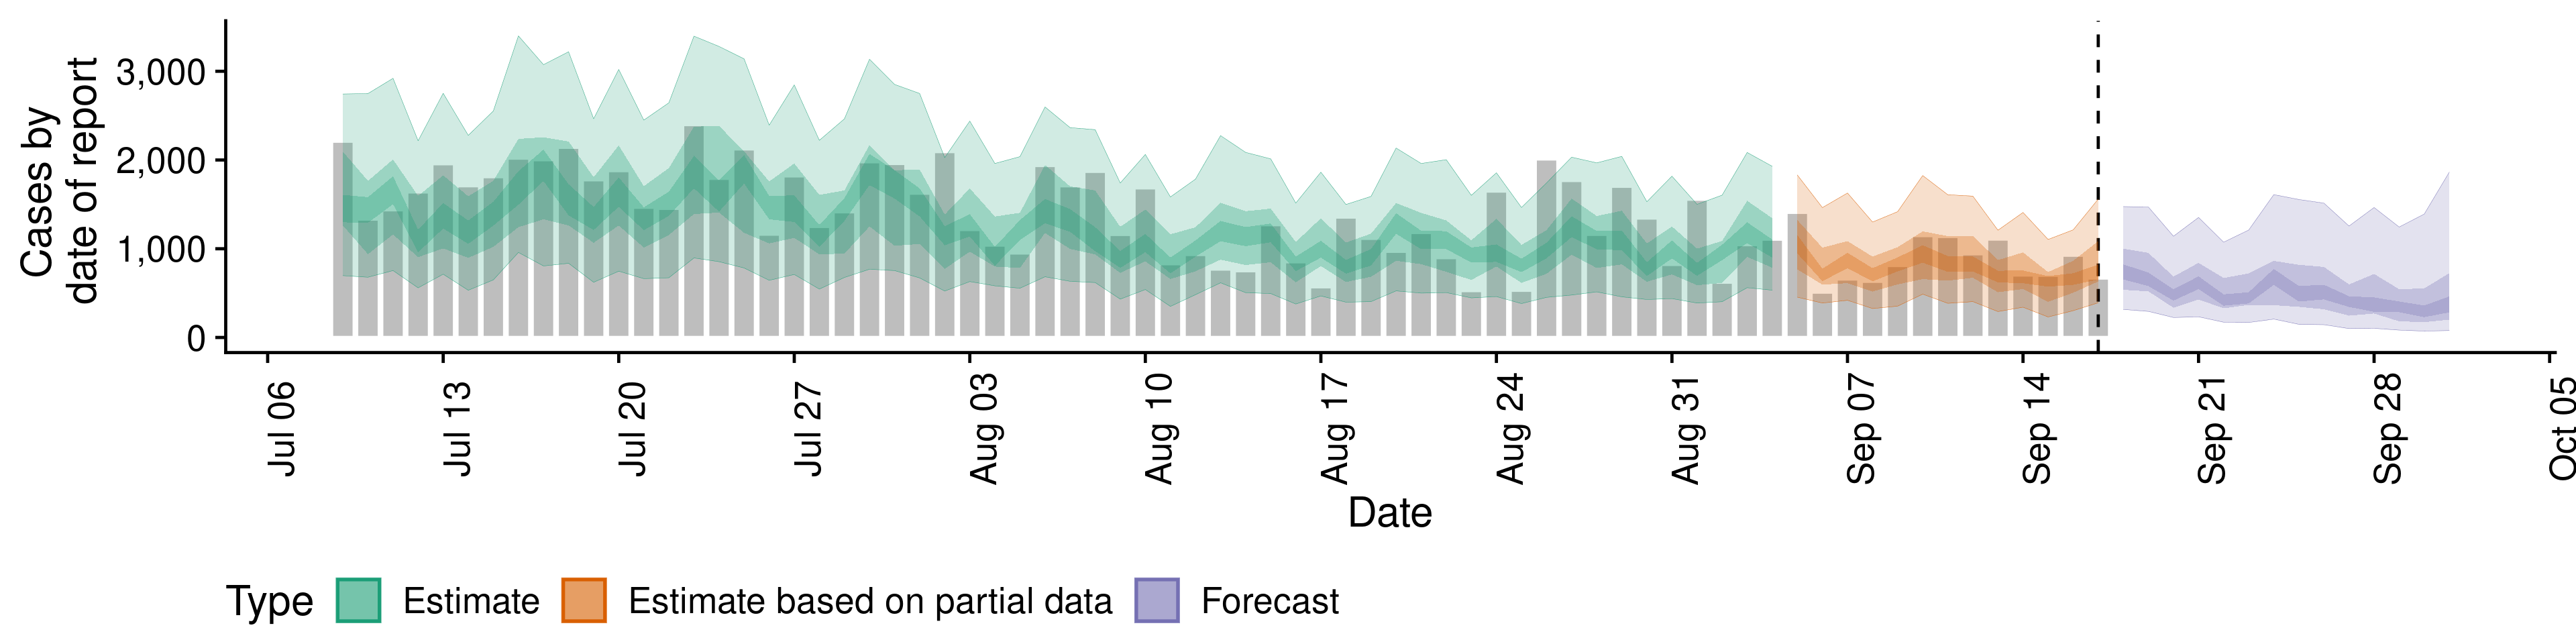 Cases by
date of report
3,000
2,000
1,000
0
Jul 06
Jul 13
Jul 20
Jul 27
Aug 03
Aug 10
Aug 17
Aug 24
Aug 31
Sep 07
Sep 14
Sep 21
Sep 28
Oct 05
Date
Type
Estimate
Estimate based on partial data
Forecast